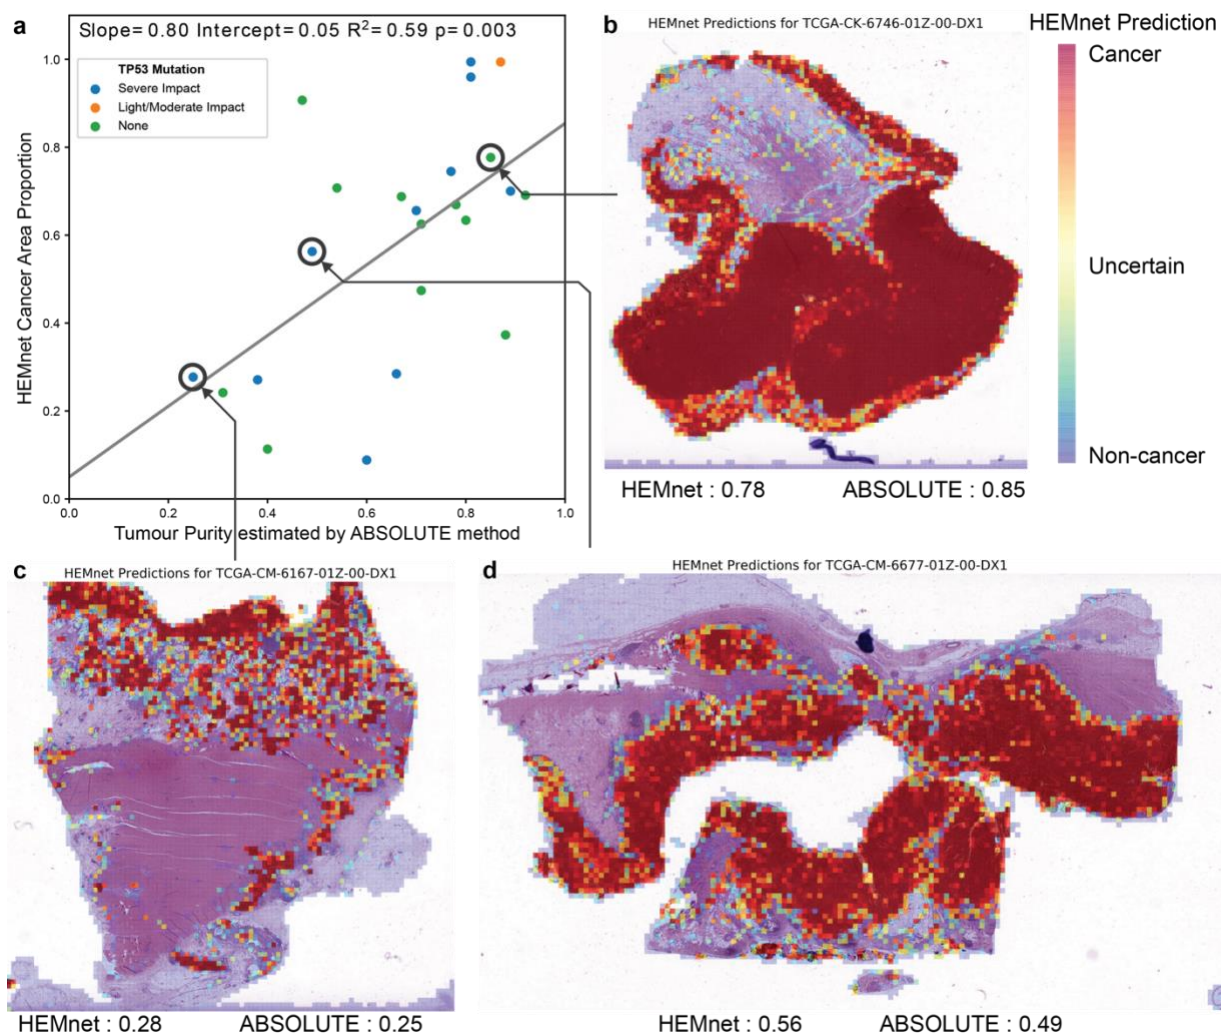 a
Slope= 0.80 Intercept= 0.05 R²= 0.59 p= 0.003
TP53 Mutation
Severe Impact
Light/Moderate Impact
None
HEMnet Cancer Area Proportion
1.0
0.8
0.6
0.4
0.2
0.0
0.0 0.2 0.4 0.6 0.8 1.0
Tumour Purity estimated by ABSOLUTE method
b
HEMnet Predictions for TCGA-CK-6746-01Z-00-DX1
HEMnet : 0.78 ABSOLUTE : 0.85
HEMnet Prediction
Cancer
Uncertain
Non-cancer
c
HEMnet Predictions for TCGA-CM-6167-01Z-00-DX1
HEMnet : 0.28 ABSOLUTE : 0.25
d
HEMnet Predictions for TCGA-CM-6677-01Z-00-DX1
HEMnet : 0.56 ABSOLUTE : 0.49